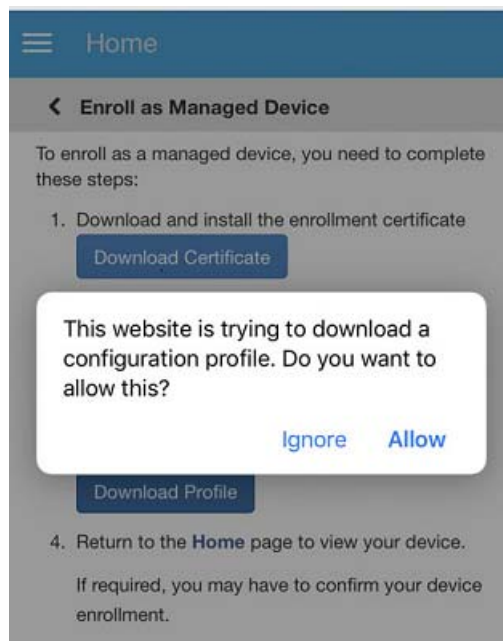 Home
Enroll as Managed Device
To enroll as a managed device, you need to complete
these steps:
1. Download and install the enrollment certificate
Download Certificate
This website is trying to download a
configuration profile. Do you want to
allow this?
Ignore Allow
Download Profile
4. Return to the Home page to view your device.
If required, you may have to confirm your device
enrollment.